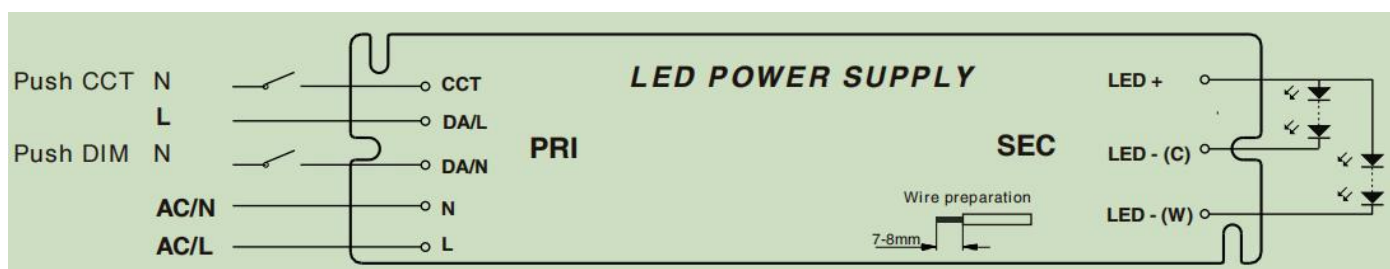 LED POWER SUPPLY
Push CCT N
L
Push DIM N
AC/N
AC/L
CCT
DA/L
DA/N
N
L
PRI
SEC
Wire preparation
7-8mm
LED +
LED - (C)
LED - (W)